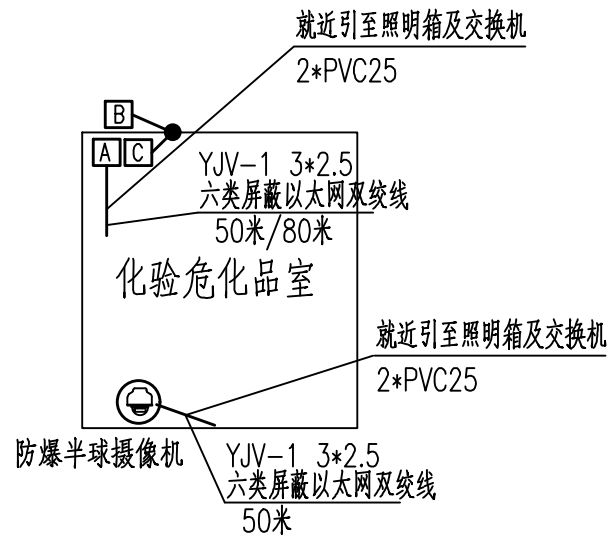 就近引至照明箱及交换机
2*PVC25
B
A
C
YJV-1 3*2.5
六类屏蔽以太网双绞线
50米/80米
化验危化品室
就近引至照明箱及交换机
2*PVC25
防爆半球摄像机
YJV-1 3*2.5
六类屏蔽以太网双绞线
50米